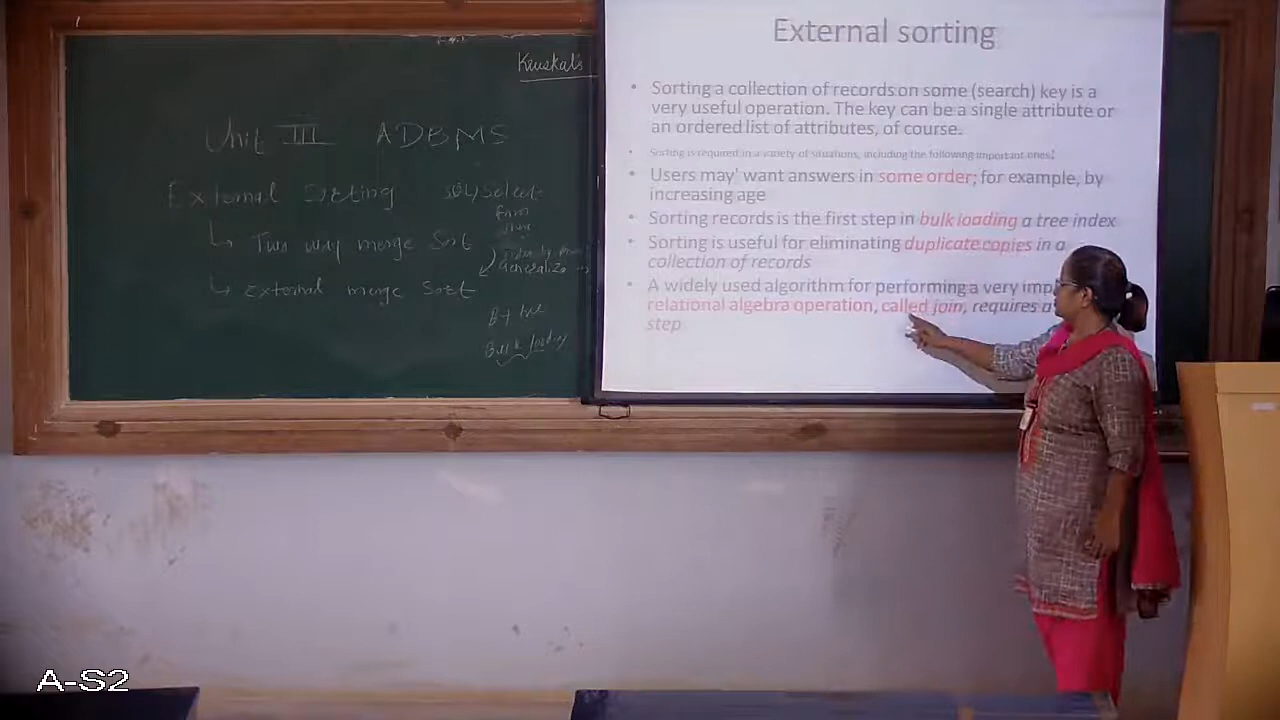 Kruskal's
Unit III ADBMS
External Sorting
SQL/Select
from
Two way merge Sort
Generalize
External merge Sort
B+ tree
Bulk loading
External sorting
• Sorting a collection of records on some (search) key is a
very useful operation. The key can be a single attribute or
an ordered list of attributes, of course.
• Sorting is required in a variety of situations, including the following important ones:
• Users may' want answers in some order; for example, by
increasing age
• Sorting records is the first step in bulk loading a tree index
• Sorting is useful for eliminating duplicate copies in a
collection of records
• A widely used algorithm for performing a very imp
relational algebra operation, called join, requires a
step
A-S2